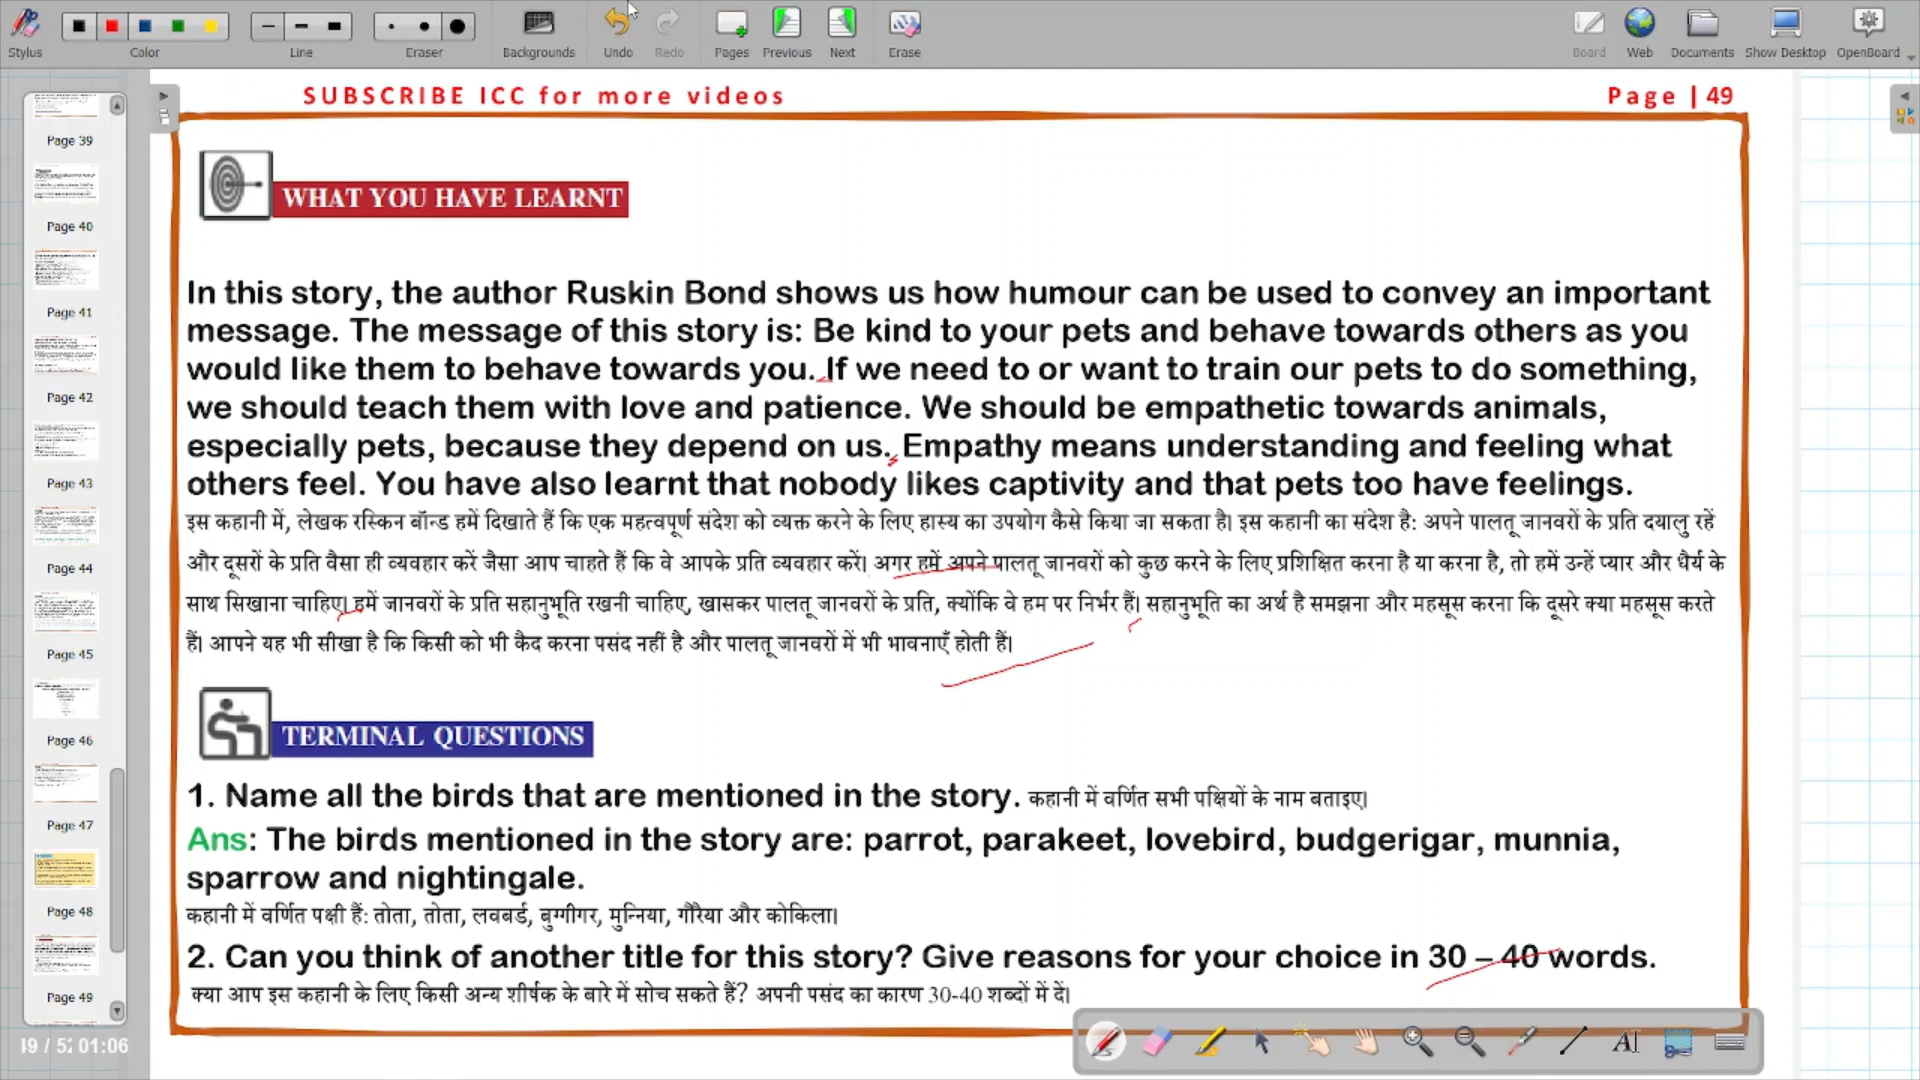 Stylus Color Line Eraser Backgrounds Undo Redo Pages Previous Next Erase Board Web Documents Show Desktop OpenBoard
SUBSCRIBE ICC for more videos
Page | 49
Page 39
Page 40
Page 41
Page 42
Page 43
Page 44
Page 45
Page 46
Page 47
Page 48
Page 49
WHAT YOU HAVE LEARNT
In this story, the author Ruskin Bond shows us how humour can be used to convey an important
message. The message of this story is: Be kind to your pets and behave towards others as you
would like them to behave towards you. If we need to or want to train our pets to do something,
we should teach them with love and patience. We should be empathetic towards animals,
especially pets, because they depend on us. Empathy means understanding and feeling what
others feel. You have also learnt that nobody likes captivity and that pets too have feelings.
इस कहानी में, लेखक रस्किन बॉन्ड हमें दिखाते हैं कि एक महत्वपूर्ण संदेश को व्यक्त करने के लिए हास्य का उपयोग कैसे किया जा सकता है। इस कहानी का संदेश है: अपने पालतू जानवरों के प्रति दयालु रहें
और दूसरों के प्रति वैसा ही व्यवहार करें जैसा आप चाहते हैं कि वे आपके प्रति व्यवहार करें। अगर हमें अपने पालतू जानवरों को कुछ करने के लिए प्रशिक्षित करना है या करना है, तो हमें उन्हें प्यार और धैर्य के
साथ सिखाना चाहिए। हमें जानवरों के प्रति सहानुभूति रखनी चाहिए, खासकर पालतू जानवरों के प्रति, क्योंकि वे हम पर निर्भर हैं। सहानुभूति का अर्थ है समझना और महसूस करना कि दूसरे क्या महसूस करते
हैं। आपने यह भी सीखा है कि किसी को भी कैद करना पसंद नहीं है और पालतू जानवरों में भी भावनाएँ होती हैं।
TERMINAL QUESTIONS
1. Name all the birds that are mentioned in the story. कहानी में वर्णित सभी पक्षियों के नाम बताइए।
Ans: The birds mentioned in the story are: parrot, parakeet, lovebird, budgerigar, munnia,
sparrow and nightingale.
कहानी में वर्णित पक्षी हैं: तोता, तोता, लवबर्ड, बुग्गीगर, मुन्निया, गौरैया और कोकिला।
2. Can you think of another title for this story? Give reasons for your choice in 30 – 40 words.
क्या आप इस कहानी के लिए किसी अन्य शीर्षक के बारे में सोच सकते हैं? अपनी पसंद का कारण 30-40 शब्दों में दें।
01:06